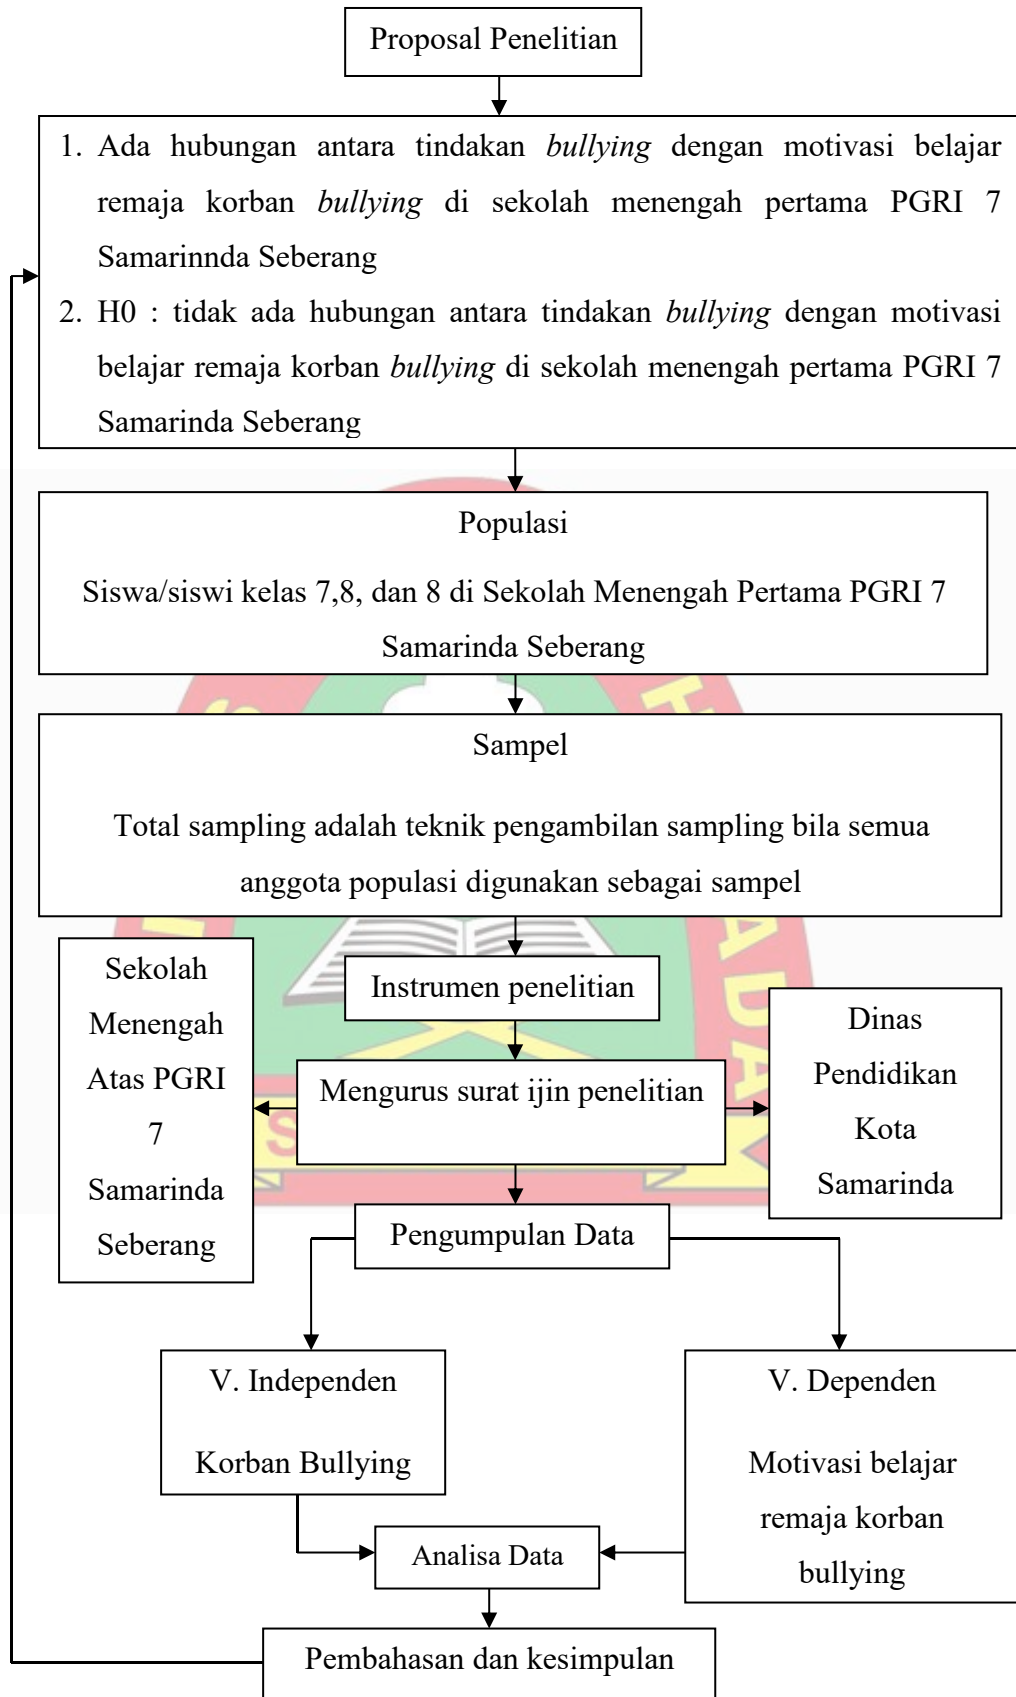 Proposal Penelitian
1. Ada hubungan antara tindakan bullying dengan motivasi belajar
remaja korban bullying di sekolah menengah pertama PGRI 7
Samarinnda Seberang
2. H0 : tidak ada hubungan antara tindakan bullying dengan motivasi
belajar remaja korban bullying di sekolah menengah pertama PGRI 7
Samarinda Seberang
Populasi
Siswa/siswi kelas 7,8, dan 8 di Sekolah Menengah Pertama PGRI 7
Samarinda Seberang
Sampel
Total sampling adalah teknik pengambilan sampling bila semua
anggota populasi digunakan sebagai sampel
Sekolah
Menengah
Atas PGRI
7
Samarinda
Seberang
Instrumen penelitian
Mengurus surat ijin penelitian
Dinas
Pendidikan
Kota
Samarinda
Pengumpulan Data
V. Independen
Korban Bullying
V. Dependen
Motivasi belajar
remaja korban
bullying
Analisa Data
Pembahasan dan kesimpulan